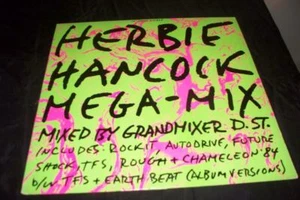 HERBIE
HANCOCK
MEGA-MIX
MIXED BY GRANDMIXER D.ST.
INCLUDES: ROCKIT, AUTODRIVE, FUTURE
SHOCK, TFS, ROUGH + CHAMELEON '84
b/w TFS + EARTH BEAT (ALBUM VERSIONS)